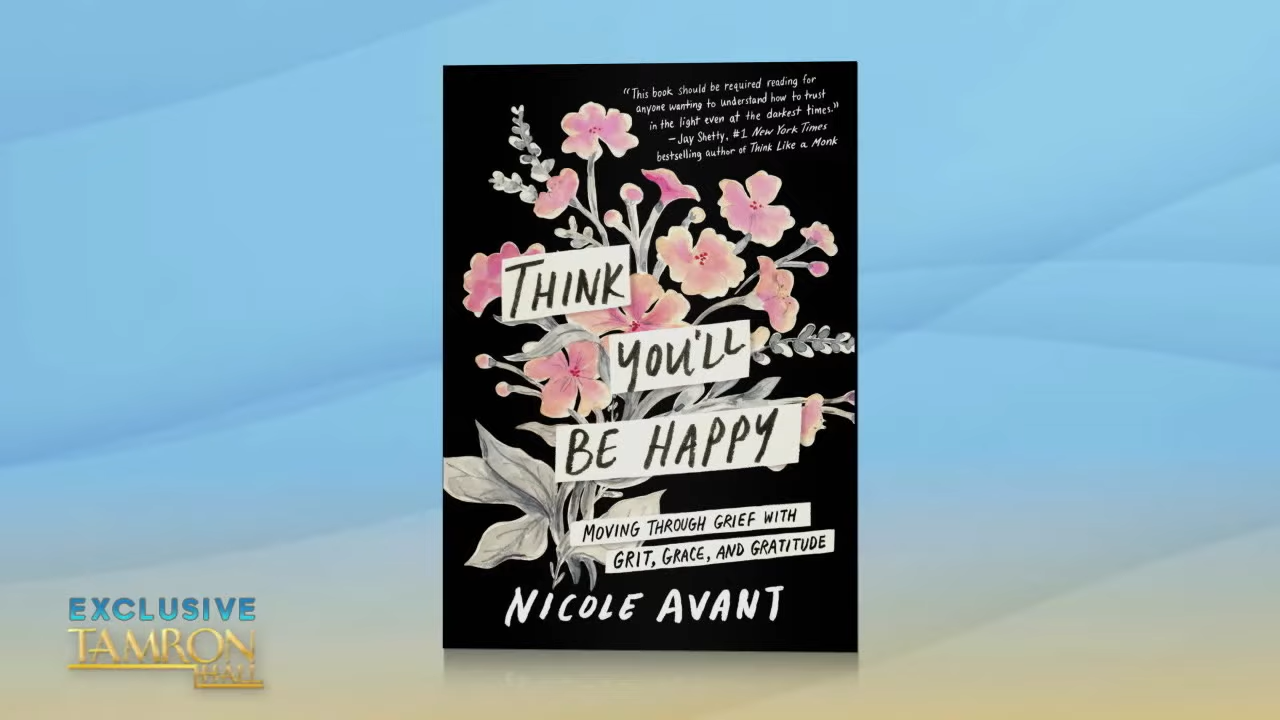 “This book should be required reading for
anyone wanting to understand how to trust
in the light even at the darkest times.”
—Jay Shetty, #1 New York Times
bestselling author of Think Like a Monk
THINK
YOU'LL
BE HAPPY
MOVING THROUGH GRIEF WITH
GRIT, GRACE, AND GRATITUDE
NICOLE AVANT
EXCLUSIVE
TAMRON
HALL